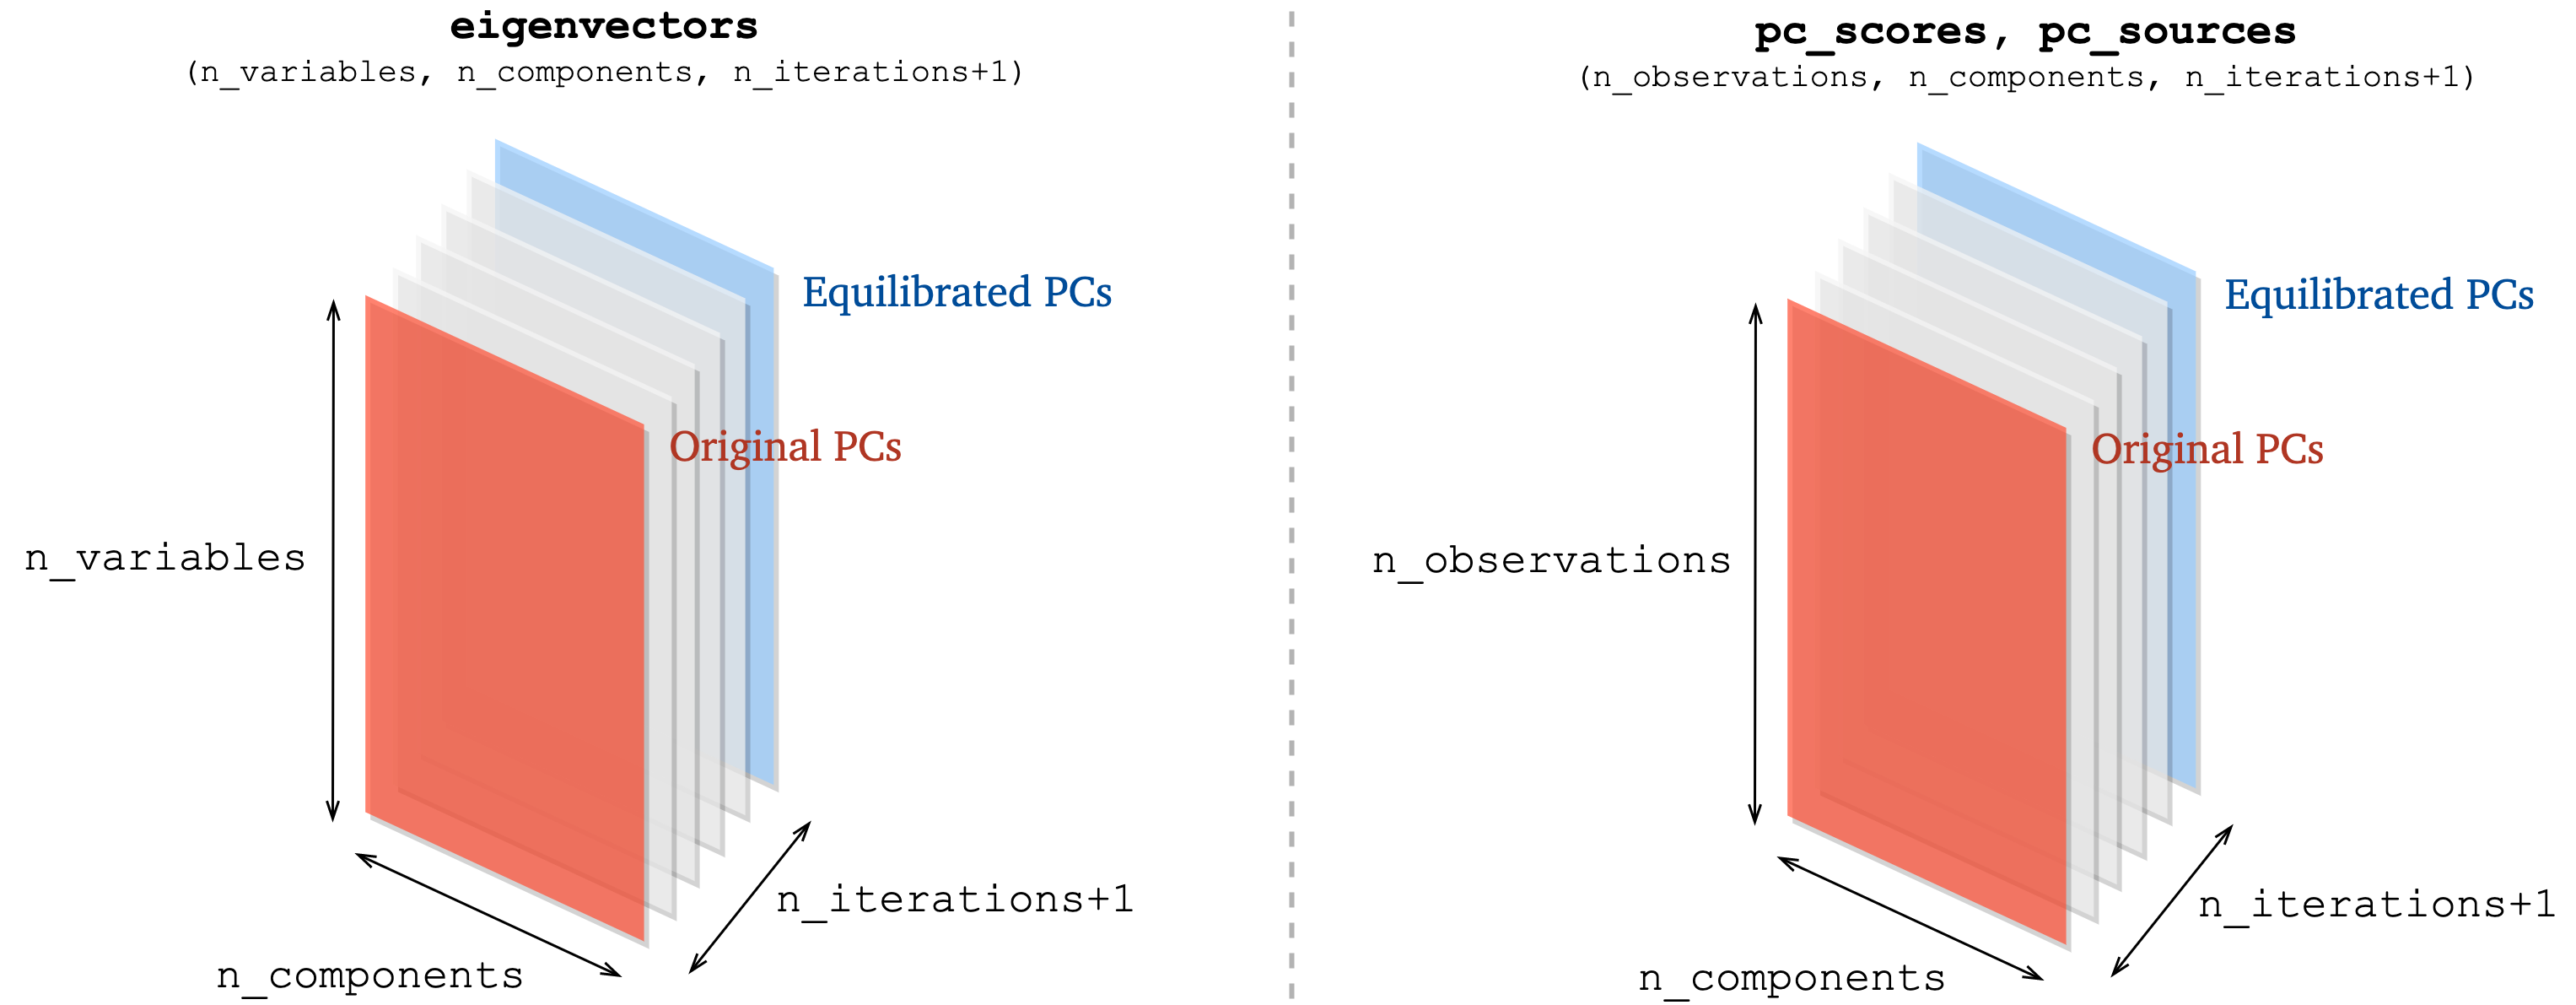 eigenvectors
(n_variables, n_components, n_iterations+1)
Equilibrated PCs
Original PCs
n_variables
n_iterations+1
n_components
pc_scores, pc_sources
(n_observations, n_components, n_iterations+1)
Equilibrated PCs
Original PCs
n_observations
n_iterations+1
n_components